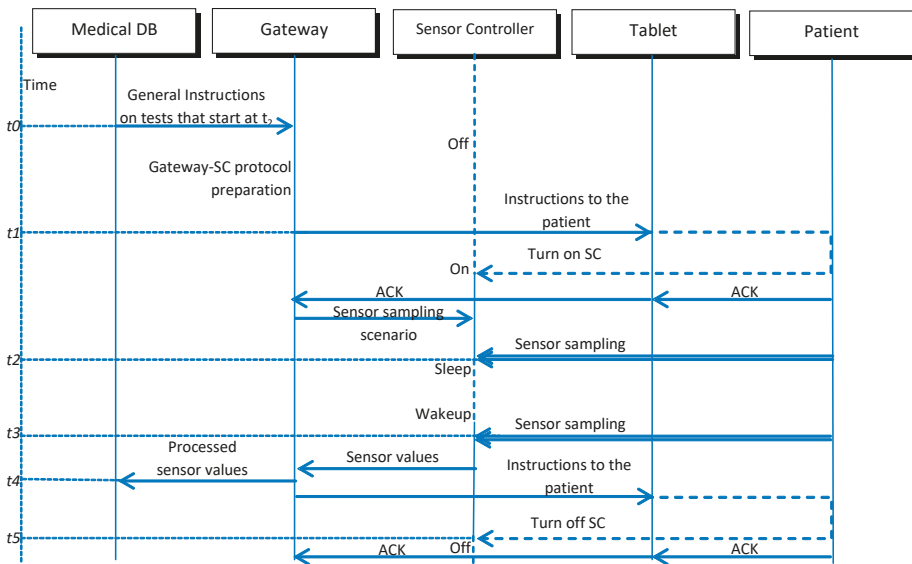 Medical DB
Gateway
Sensor Controller
Tablet
Patient
Time
General Instructions
on tests that start at t2
t0
Off
Gateway-SC protocol
preparation
Instructions to the
patient
t1
Turn on SC
On
ACK
ACK
Sensor sampling
scenario
Sensor sampling
t2
Sleep
Wakeup
Sensor sampling
t3
Processed
sensor values
Sensor values
Instructions to the
patient
t4
Turn off SC
t5
Off
ACK
ACK